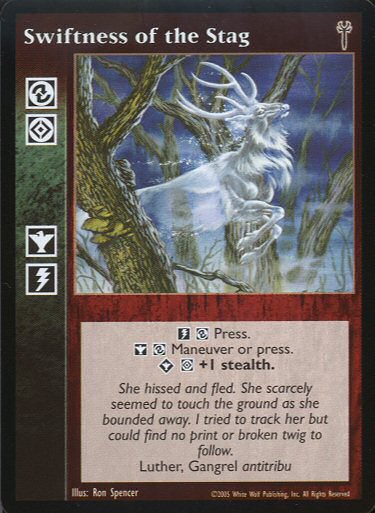 Swiftness of the Stag
Press.
Maneuver or press.
+1 stealth.
She hissed and fled. She scarcely
seemed to touch the ground as she
bounded away. I tried to track her but
could find no print or broken twig to
follow.
Luther, Gangrel antitribu
Illus: Ron Spencer
©2005 White Wolf Publishing, Inc. All Rights Reserved